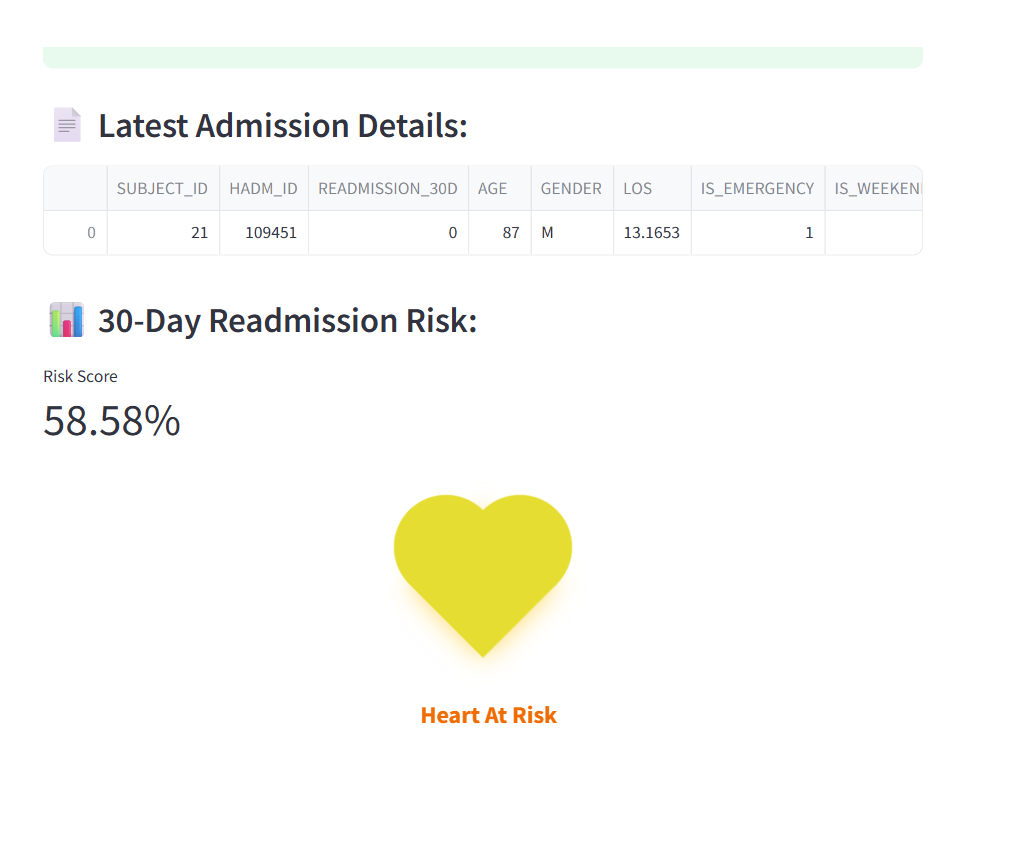 Latest Admission Details:
SUBJECT_ID HADM_ID READMISSION_30D AGE GENDER LOS IS_EMERGENCY IS_WEEKEN
0 21 109451 0 87 M 13.1653 1
30-Day Readmission Risk:
Risk Score
58.58%
Heart At Risk